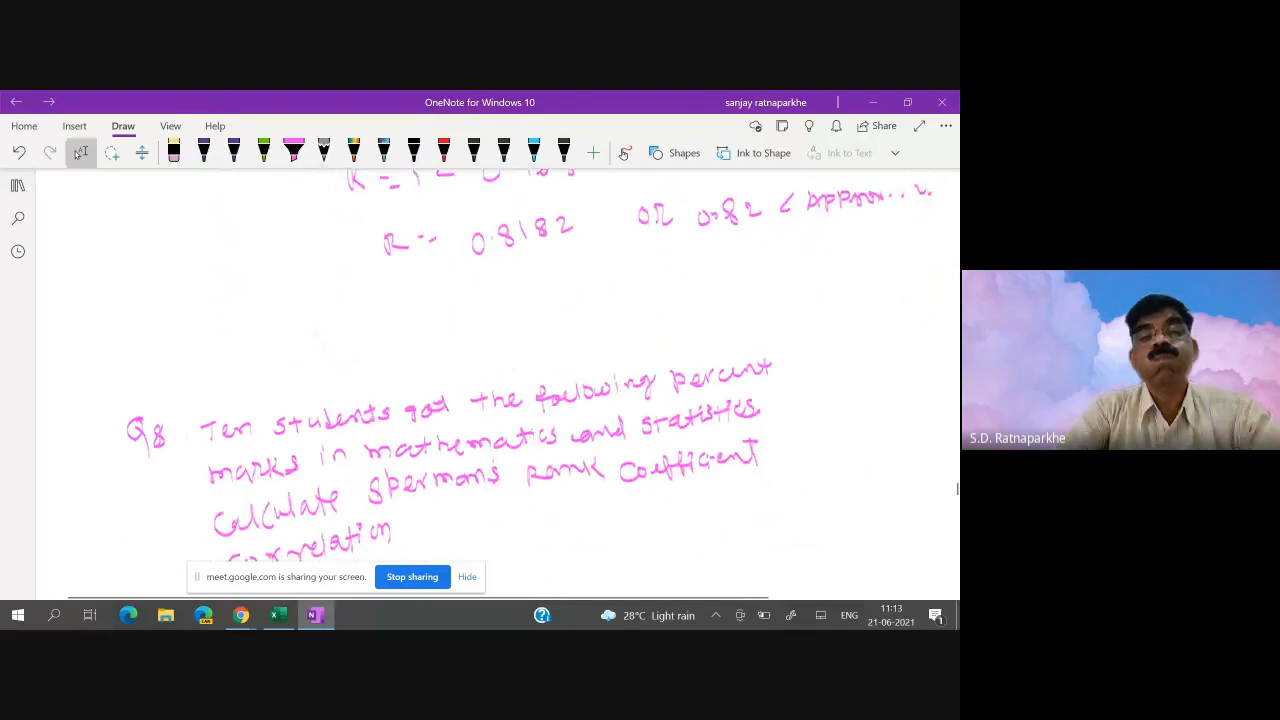 OneNote for Windows 10
sanjay ratnaparkhe
Home Insert Draw View Help
Share
Shapes Ink to Shape Ink to Text
R = 1 -
R = 0.8182 OR 0.82 < Approx..
Q8 Ten students got the following percent
marks in mathematics and statistics
Calculate Sperman's Rank Coefficient
correlation
S.D. Ratnaparkhe
meet.google.com is sharing your screen. Stop sharing Hide
28°C Light rain ENG 11:13
21-06-2021